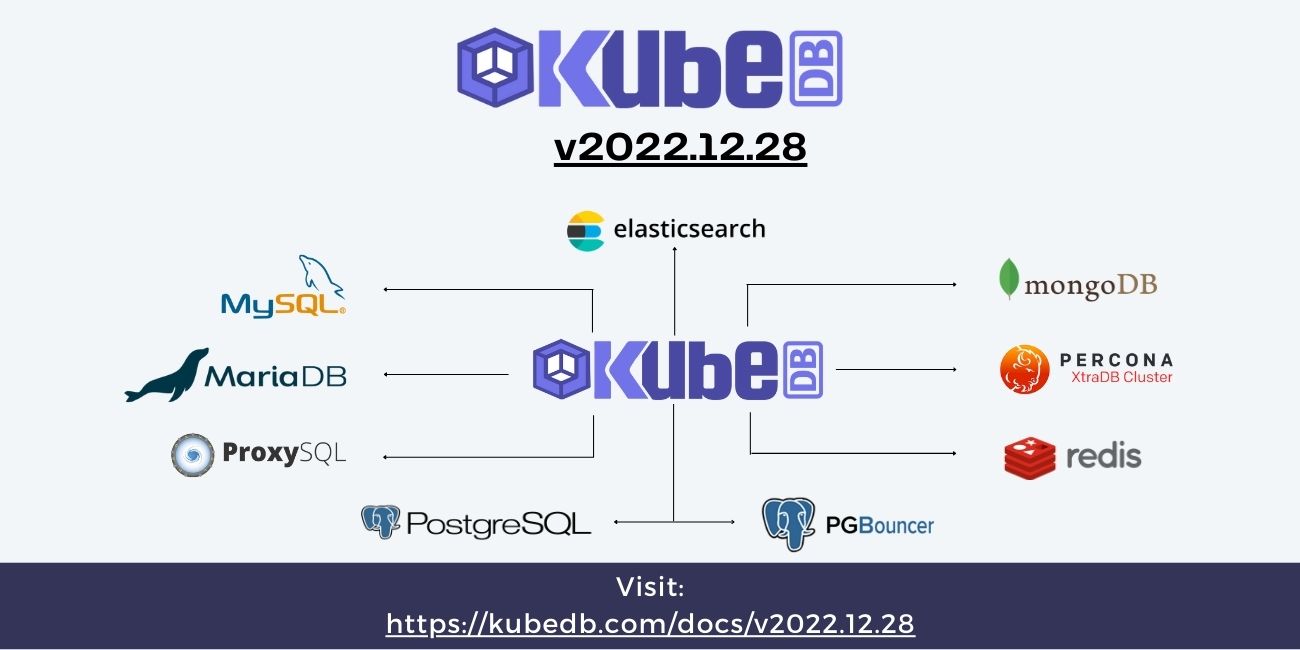 KubeDB
v2022.12.28
elasticsearch
MySQL®
mongoDB
MariaDB
KubeDB
PERCONA
XtraDB Cluster
ProxySQL
redis
PostgreSQL
PGBouncer
Visit:
https://kubedb.com/docs/v2022.12.28